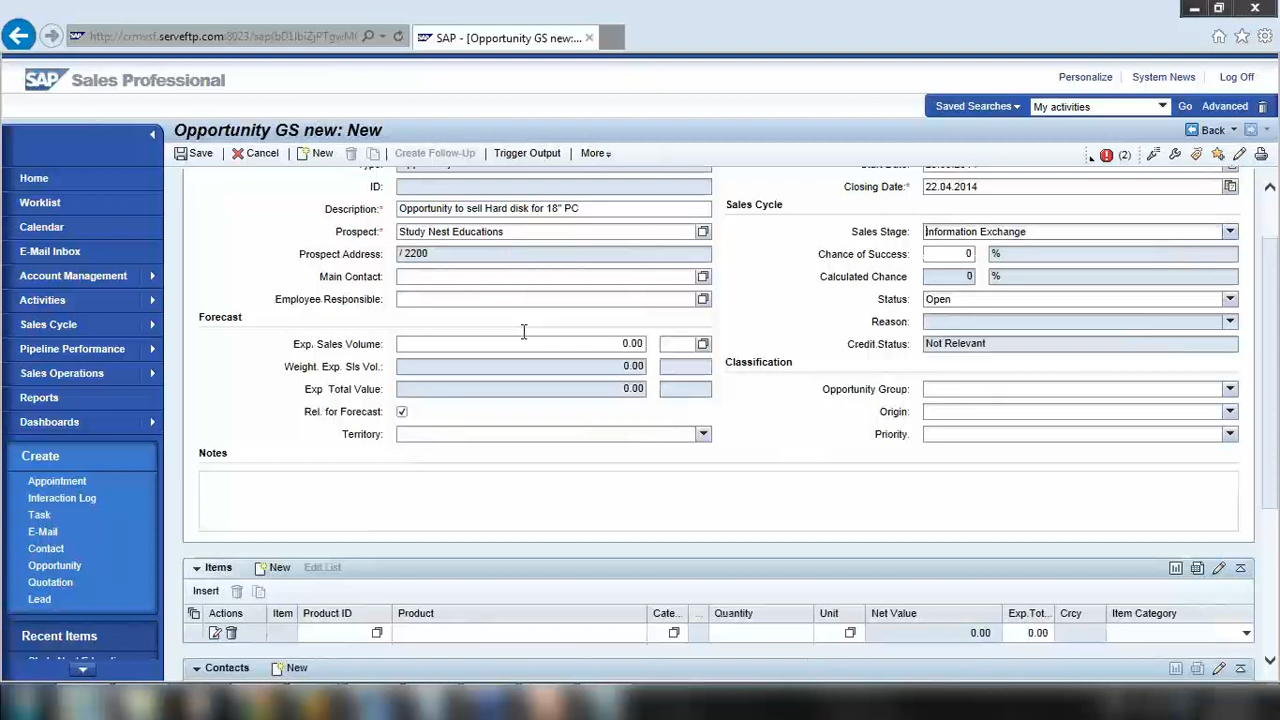 http://crmvsf.serveftp.com:8023/sap(bD1lbiZjPTgwMC
SAP - [Opportunity GS new:...
SAP Sales Professional
Personalize System News Log Off
Saved Searches My activities Go Advanced
Opportunity GS new: New
Back
Save Cancel New Create Follow-Up Trigger Output More
(2)
Home
Worklist
Calendar
E-Mail Inbox
Account Management
Activities
Sales Cycle
Pipeline Performance
Sales Operations
Reports
Dashboards
Create
Appointment
Interaction Log
Task
E-Mail
Contact
Opportunity
Quotation
Lead
Recent Items
ID:
Description:* Opportunity to sell Hard disk for 18" PC
Prospect:* Study Nest Educations
Prospect Address: / 2200
Main Contact:
Employee Responsible:
Forecast
Exp. Sales Volume: 0.00
Weight. Exp. Sls Vol.: 0.00
Exp Total Value: 0.00
Rel. for Forecast:
Territory:
Closing Date:* 22.04.2014
Sales Cycle
Sales Stage: Information Exchange
Chance of Success: 0 %
Calculated Chance 0 %
Status: Open
Reason:
Credit Status: Not Relevant
Classification
Opportunity Group:
Origin:
Priority.
Notes
Items New Edit List
Insert
Actions Item Product ID Product Cate... ... Quantity Unit Net Value Exp.Tot... Crcy Item Category
0.00 0.00
Contacts New